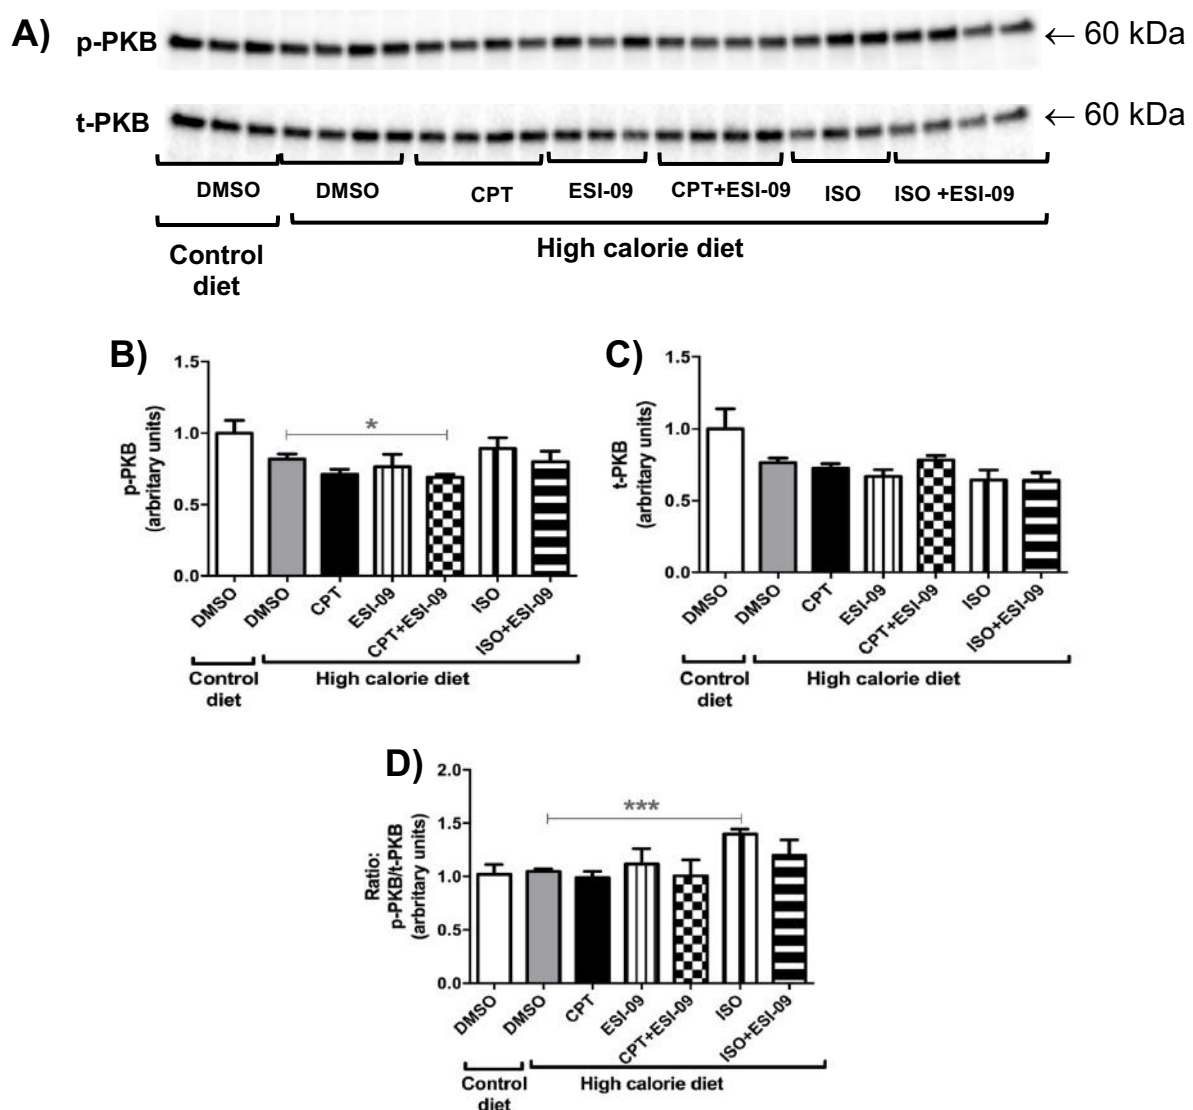 A)
p-PKB
← 60 kDa
t-PKB
← 60 kDa
DMSO DMSO CPT ESI-09 CPT+ESI-09 ISO ISO +ESI-09
Control
diet
High calorie diet
B)
p-PKB
(arbritary units)
1.5
1.0
0.5
0.0
*
DMSO
DMSO
CPT
ESI-09
CPT+ESI-09
ISO
ISO+ESI-09
Control
diet
High calorie diet
C)
t-PKB
(arbritary units)
1.5
1.0
0.5
0.0
DMSO
DMSO
CPT
ESI-09
CPT+ESI-09
ISO
ISO+ESI-09
Control
diet
High calorie diet
D)
Ratio:
p-PKB/t-PKB
(arbritary units)
2.0
1.5
1.0
0.5
0.0
***
DMSO
DMSO
CPT
ESI-09
CPT+ESI-09
ISO
ISO+ESI-09
Control
diet
High calorie diet